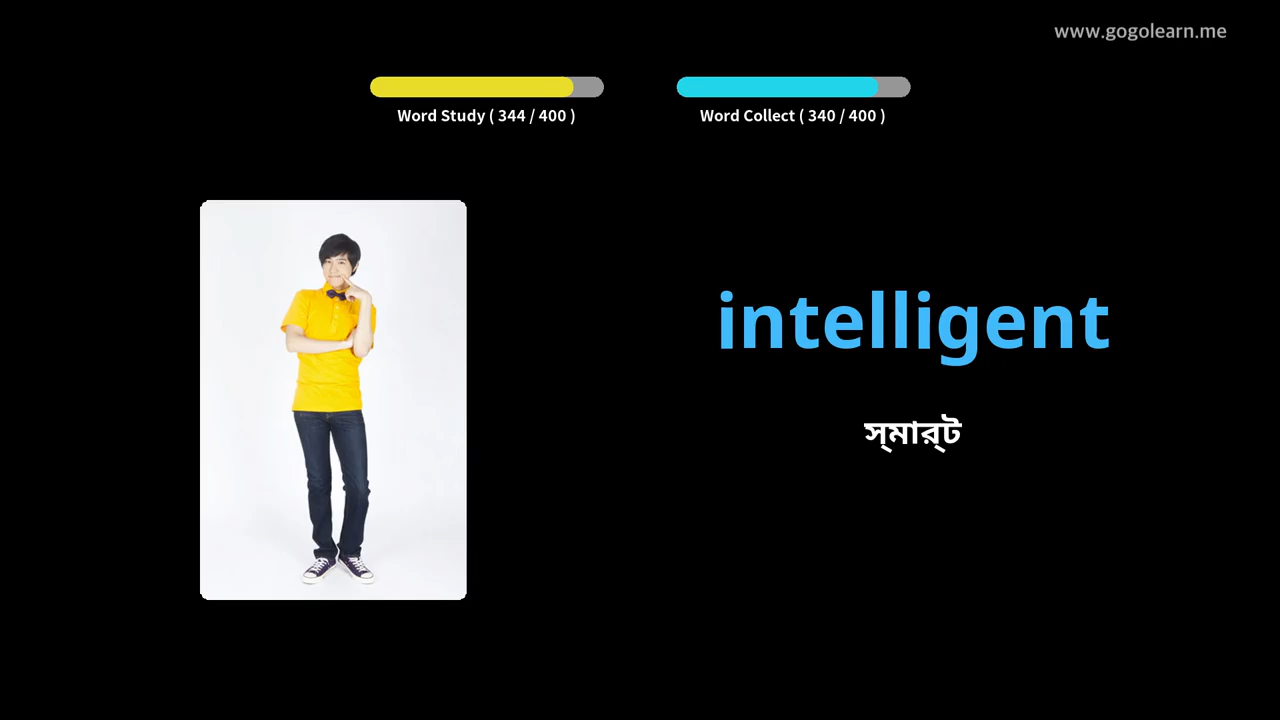 www.gogolearn.me
Word Study ( 344 / 400 )
Word Collect ( 340 / 400 )
intelligent
স্‌মার্‌ট